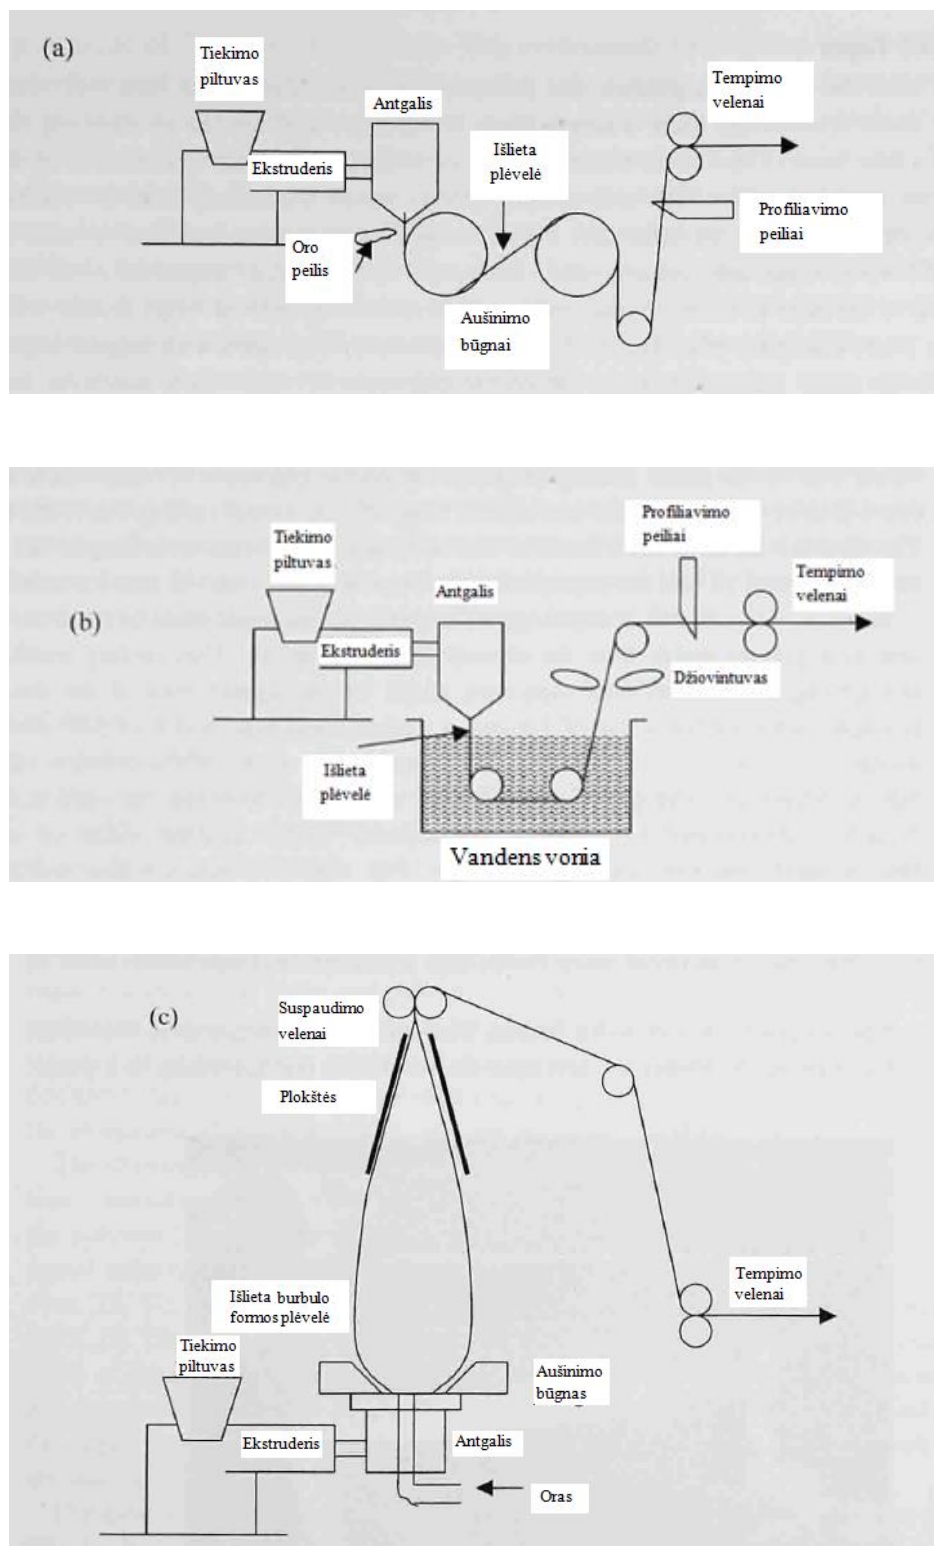 (a)
Tiekimo
piltuvas
Antgalis
Tempimo
velenai
Išlieta
plėvelė
Ekstruderis
Profiliavimo
peiliai
Oro
peilis
Aušinimo
būgnai
(b)
Tiekimo
piltuvas
Profiliavimo
peiliai
Antgalis
Tempimo
velenai
Ekstruderis
Džiovintuvas
Išlieta
plėvelė
Vandens vonia
(c)
Suspaudimo
velenai
Plokštės
Tempimo
velenai
Išlieta burbulo
formos plėvelė
Tiekimo
piltuvas
Aušinimo
būgnas
Ekstruderis
Antgalis
Oras